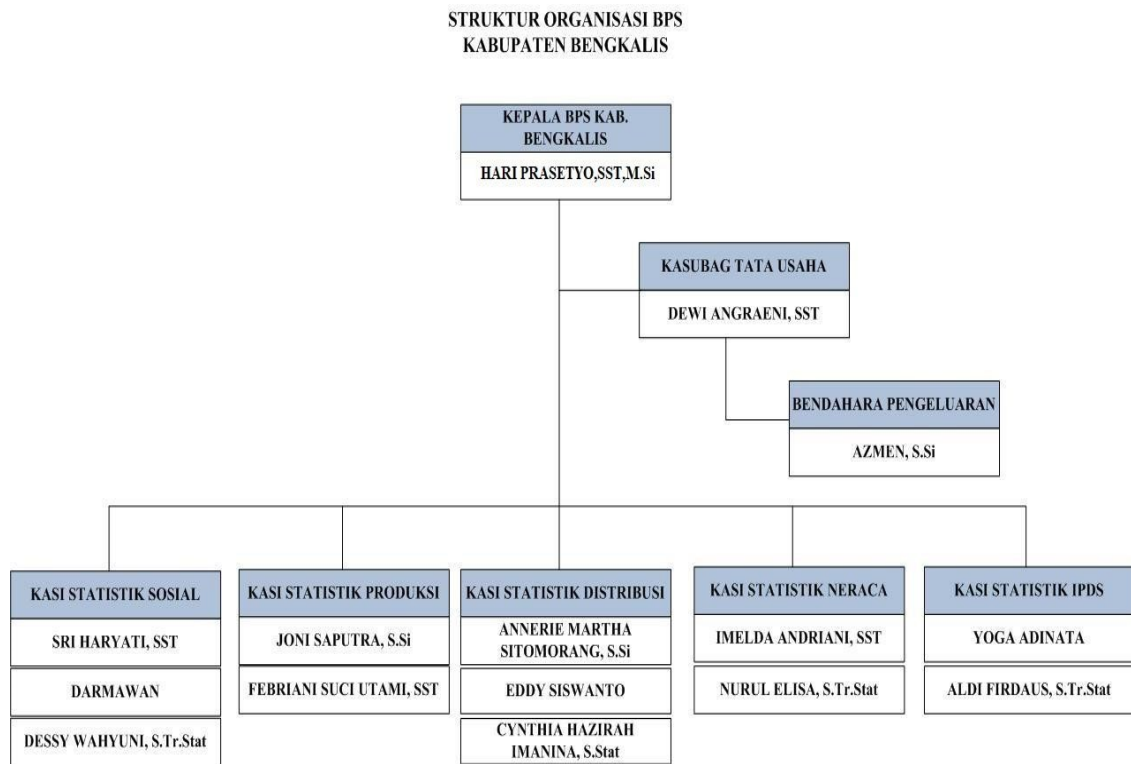 STRUKTUR ORGANISASI BPS
KABUPATEN BENGKALIS
KEPALA BPS KAB.
BENGKALIS
HARI PRASETYO,SST,M.Si
KASUBAG TATA USAHA
DEWI ANGRAENI, SST
BENDAHARA PENGELUARAN
AZMEN, S.Si
KASI STATISTIK SOSIAL
SRI HARYATI, SST
DARMAWAN
DESSY WAHYUNI, S.Tr.Stat
KASI STATISTIK PRODUKSI
JONI SAPUTRA, S.Si
FEBRIANI SUCI UTAMI, SST
KASI STATISTIK DISTRIBUSI
ANNERIE MARTHA
SITOMORANG, S.Si
EDDY SISWANTO
CYNTHIA HAZIRAH
IMANINA, S.Stat
KASI STATISTIK NERACA
IMELDA ANDRIANI, SST
NURUL ELISA, S.Tr.Stat
KASI STATISTIK IPDS
YOGA ADINATA
ALDI FIRDAUS, S.Tr.Stat